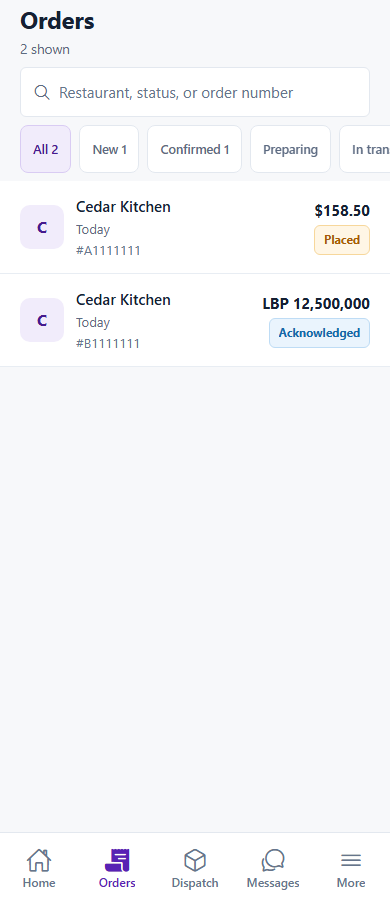 Orders
2 shown
Restaurant, status, or order number
All 2 New 1 Confirmed 1 Preparing In tran
Cedar Kitchen
$158.50
Today
Placed
#A1111111
Cedar Kitchen
LBP 12,500,000
Today
Acknowledged
#B1111111
Home Orders Dispatch Messages More
C
C